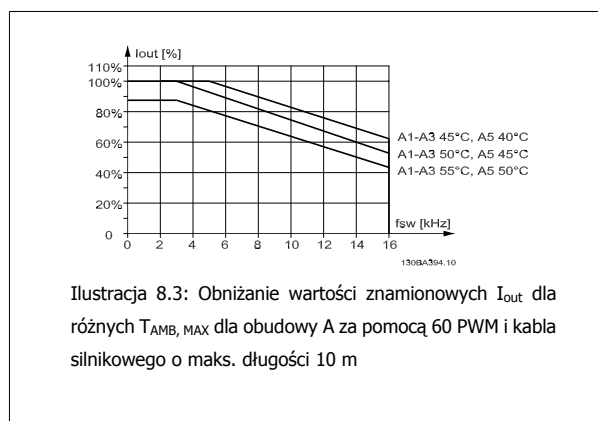 Iout [%]
110%
100%
80%
60%
40%
20%
0
0 2 4 6 8 10 12 14 16
fsw [kHz]
A1-A3 45°C, A5 40°C
A1-A3 50°C, A5 45°C
A1-A3 55°C, A5 50°C
130BA394.10
Ilustracja 8.3: Obniżanie wartości znamionowych Iout dla
różnych TAMB, MAX dla obudowy A za pomocą 60 PWM i kabla
silnikowego o maks. długości 10 m